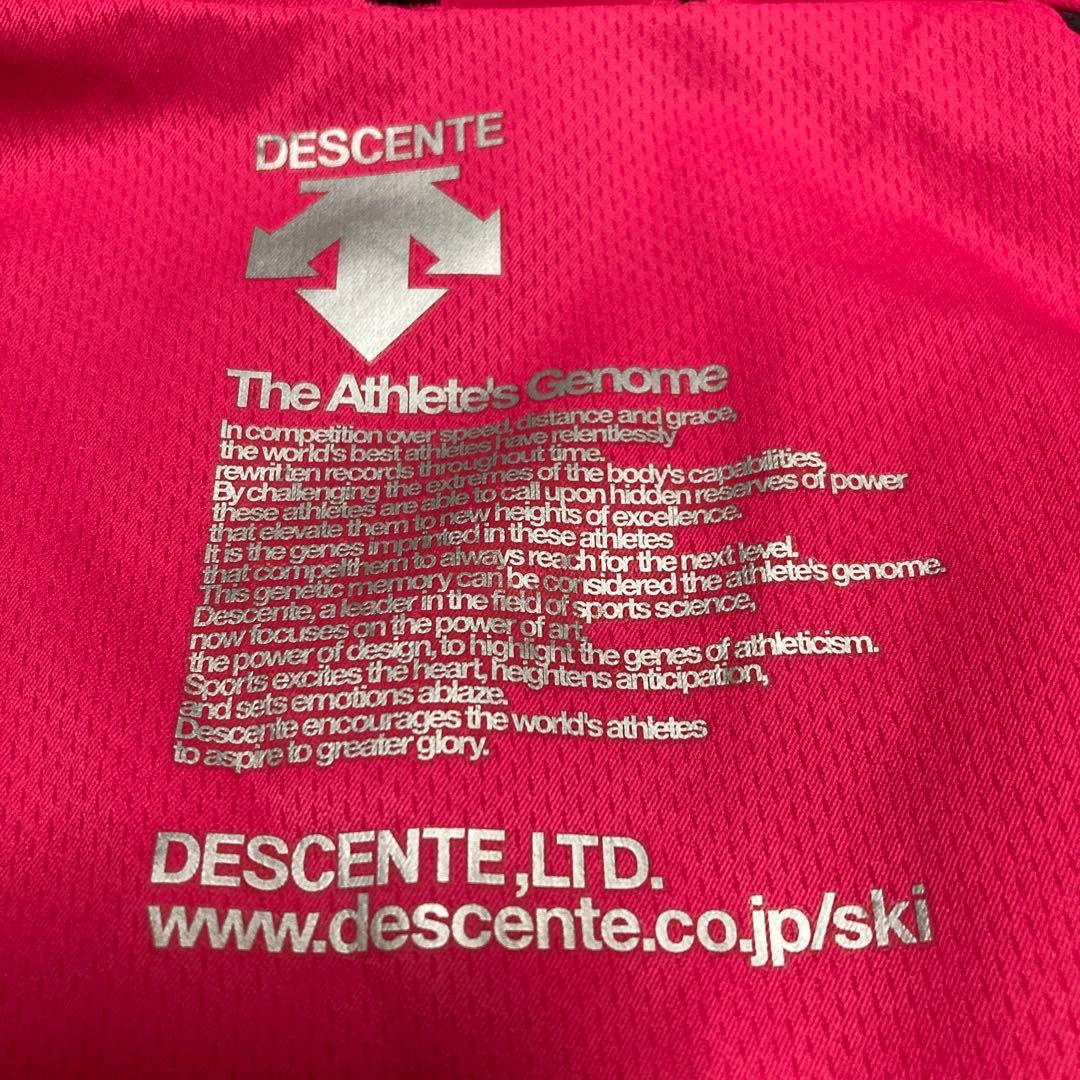 DESCENTE
The Athlete's Genome
In competition over speed, distance and grace,
the world's best athletes have relentlessly
rewritten records throughout time.
By challenging the extremes of the body's capabilities,
these athletes are able to call upon hidden reserves of power
that elevate them to new heights of excellence.
It is the genes imprinted in these athletes
that compel them to always reach for the next level.
This genetic memory can be considered the athlete's genome.
Descente, a leader in the field of sports science,
now focuses on the power of art,
the power of design, to highlight the genes of athleticism.
Sports excites the heart, heightens anticipation,
and sets emotions ablaze.
Descente encourages the world's athletes
to aspire to greater glory.
DESCENTE,LTD.
www.descente.co.jp/ski